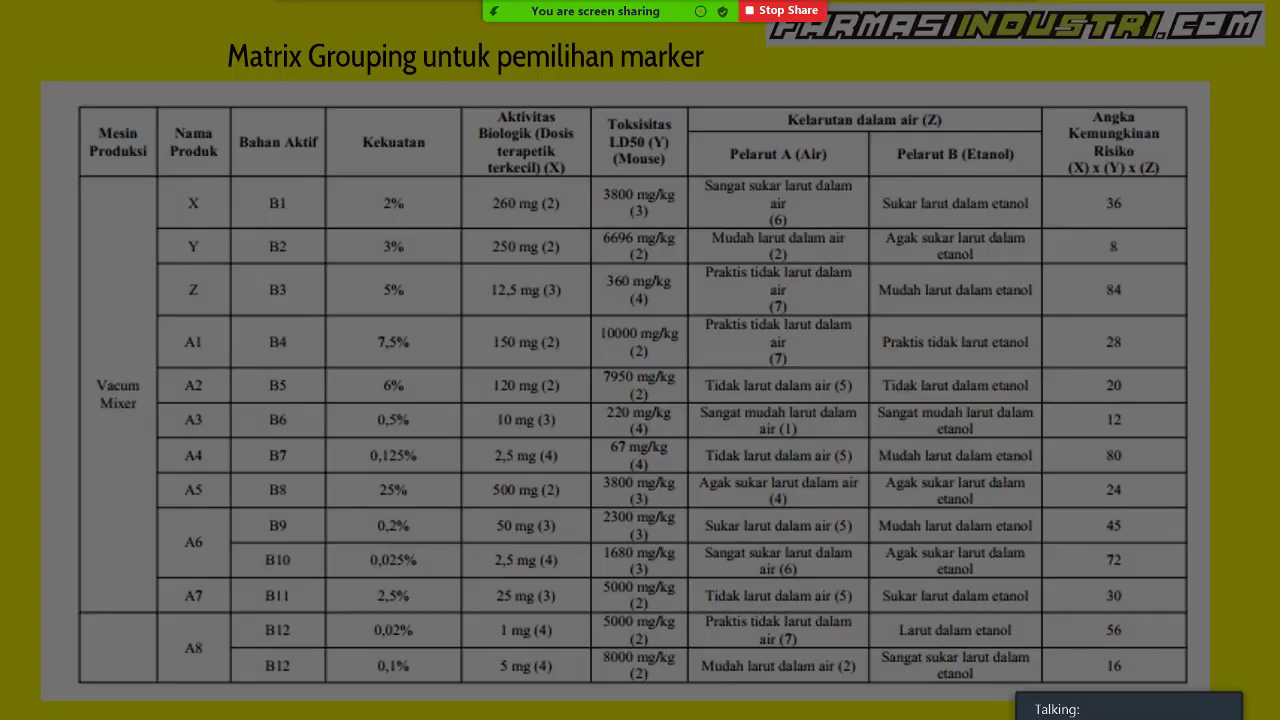 You are screen sharing
Stop Share
FARMASIINDUSTRI.COM
Matrix Grouping untuk pemilihan marker
Mesin Produksi
Nama Produk
Bahan Aktif
Kekuatan
Aktivitas Biologik (Dosis terapetik terkecil) (X)
Toksisitas LD50 (Y) (Mouse)
Kelarutan dalam air (Z)
Pelarut A (Air)
Pelarut B (Etanol)
Angka Kemungkinan Risiko (X) x (Y) x (Z)
Vacum Mixer
X B1 2% 260 mg (2) 3800 mg/kg (3) Sangat sukar larut dalam air (6) Sukar larut dalam etanol 36
Y B2 3% 250 mg (2) 6696 mg/kg (2) Mudah larut dalam air (2) Agak sukar larut dalam etanol 8
Z B3 5% 12,5 mg (3) 360 mg/kg (4) Praktis tidak larut dalam air (7) Mudah larut dalam etanol 84
A1 B4 7,5% 150 mg (2) 10000 mg/kg (2) Praktis tidak larut dalam air (7) Praktis tidak larut etanol 28
A2 B5 6% 120 mg (2) 7950 mg/kg (2) Tidak larut dalam air (5) Tidak larut dalam etanol 20
A3 B6 0,5% 10 mg (3) 220 mg/kg (4) Sangat mudah larut dalam air (1) Sangat mudah larut dalam etanol 12
A4 B7 0,125% 2,5 mg (4) 67 mg/kg (4) Tidak larut dalam air (5) Mudah larut dalam etanol 80
A5 B8 25% 500 mg (2) 3800 mg/kg (3) Agak sukar larut dalam air (4) Agak sukar larut dalam etanol 24
A6 B9 0,2% 50 mg (3) 2300 mg/kg (3) Sukar larut dalam air (5) Mudah larut dalam etanol 45
B10 0,025% 2,5 mg (4) 1680 mg/kg (3) Sangat sukar larut dalam air (6) Agak sukar larut dalam etanol 72
A7 B11 2,5% 25 mg (3) 5000 mg/kg (2) Tidak larut dalam air (5) Sukar larut dalam etanol 30
A8 B12 0,02% 1 mg (4) 5000 mg/kg (2) Praktis tidak larut dalam air (7) Larut dalam etanol 56
B12 0,1% 5 mg (4) 8000 mg/kg (2) Mudah larut dalam air (2) Sangat sukar larut dalam etanol 16
Talking: